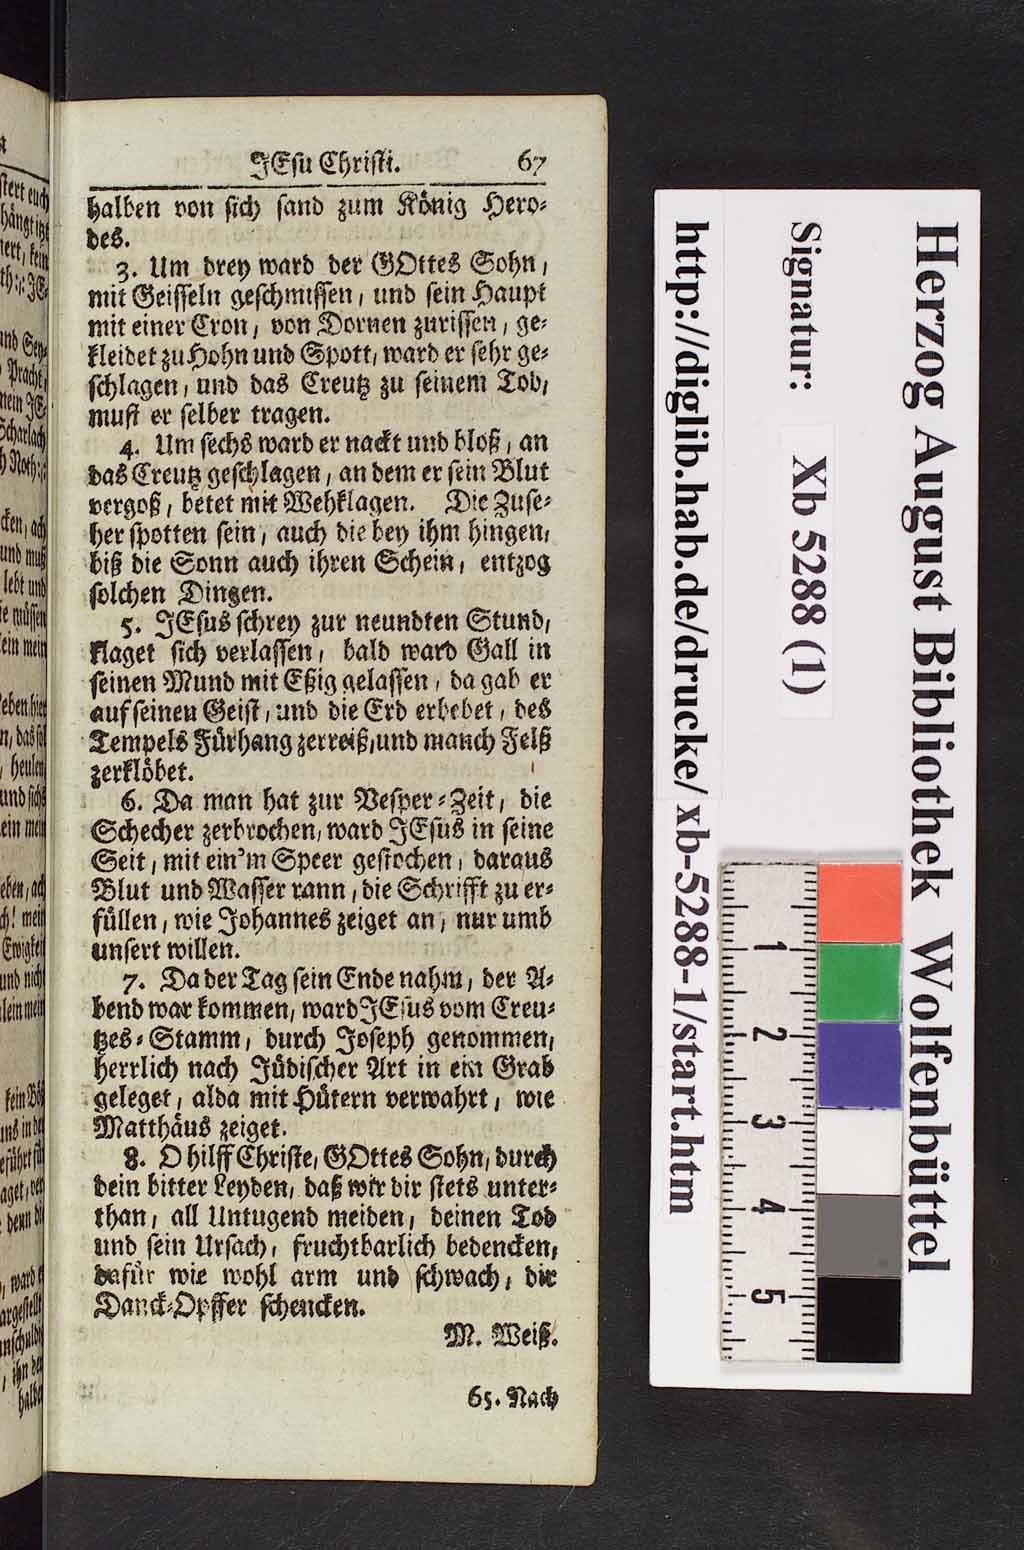 JEsu Christi. 67
halben von sich sand zum König Hero-
des.
3. Um drey ward der GOttes Sohn,
mit Geisseln geschmissen, und sein Haupt
mit einer Cron, von Dornen zurissen, ge-
kleidet zu Hohn und Spott, ward er sehr ge-
schlagen, und das Creutz zu seinem Tod,
must er selber tragen.
4. Um sechs ward er nackt und bloß, an
das Creutz geschlagen, an dem er sein Blut
vergoß, betet mit Wehklagen. Die Zuse-
her spotten sein, auch die bey ihm hingen,
biß die Sonn auch ihren Schein, entzog
solchen Dingen.
5. JEsus schrey zur neundten Stund,
klaget sich verlassen, bald ward Gall in
seinen Mund mit Eßig gelassen, da gab er
auf seinen Geist, und die Erd erbebet, des
Tempels Fürhang zerreiß, und manch Felß
zerklöbet.
6. Da man hat zur Vesper-Zeit, die
Schecher zerbrochen, ward JEsus in seine
Seit, mit ein'm Speer gestochen, daraus
Blut und Wasser rann, die Schrifft zu er-
füllen, wie Johannes zeiget an, nur umb
unsert willen.
7. Da der Tag sein Ende nahm, der A-
bend war kommen, ward JEsus vom Creu-
tzes-Stamm, durch Joseph genommen,
herrlich nach Jüdischer Art in ein Grab
geleget, alda mit Hütern verwahrt, wie
Matthäus zeiget.
8. O hilff Christe, GOttes Sohn, durch
dein bitter Leyden, daß wir dir stets unter-
than, all Untugend meiden, deinen Tod
und sein Ursach, fruchtbarlich bedencken,
dafür wie wohl arm und schwach, dir
Danck-Opffer schencken.
M. Weiß.
65. Nach
Herzog August Bibliothek Wolfenbüttel
Signatur: Xb 5288 (1)
http://diglib.hab.de/drucke/ xb-5288-1/start.htm
1
2
3
4
5